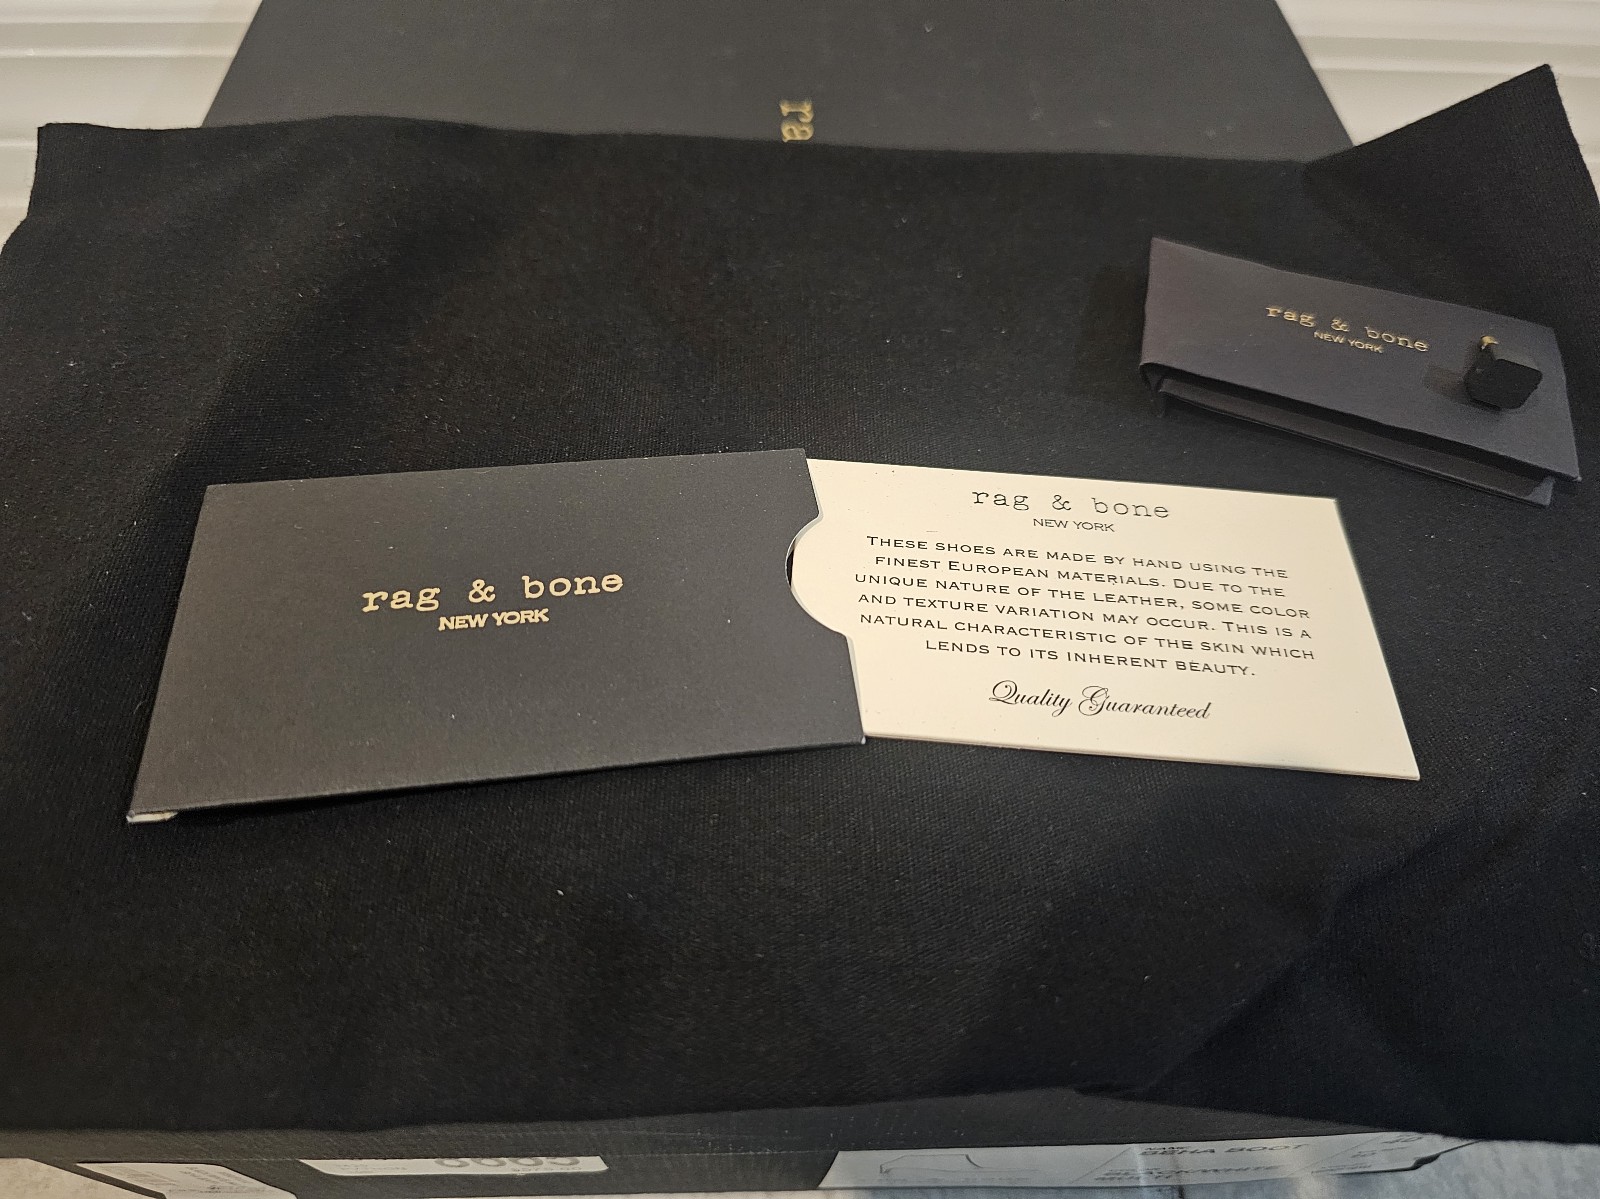 ra
rag & bone
NEW YORK
rag & bone
NEW YORK
rag & bone
NEW YORK
THESE SHOES ARE MADE BY HAND USING THE
FINEST EUROPEAN MATERIALS. DUE TO THE
UNIQUE NATURE OF THE LEATHER, SOME COLOR
AND TEXTURE VARIATION MAY OCCUR. THIS IS A
NATURAL CHARACTERISTIC OF THE SKIN WHICH
LENDS TO ITS INHERENT BEAUTY.
Quality Guaranteed
BOOT